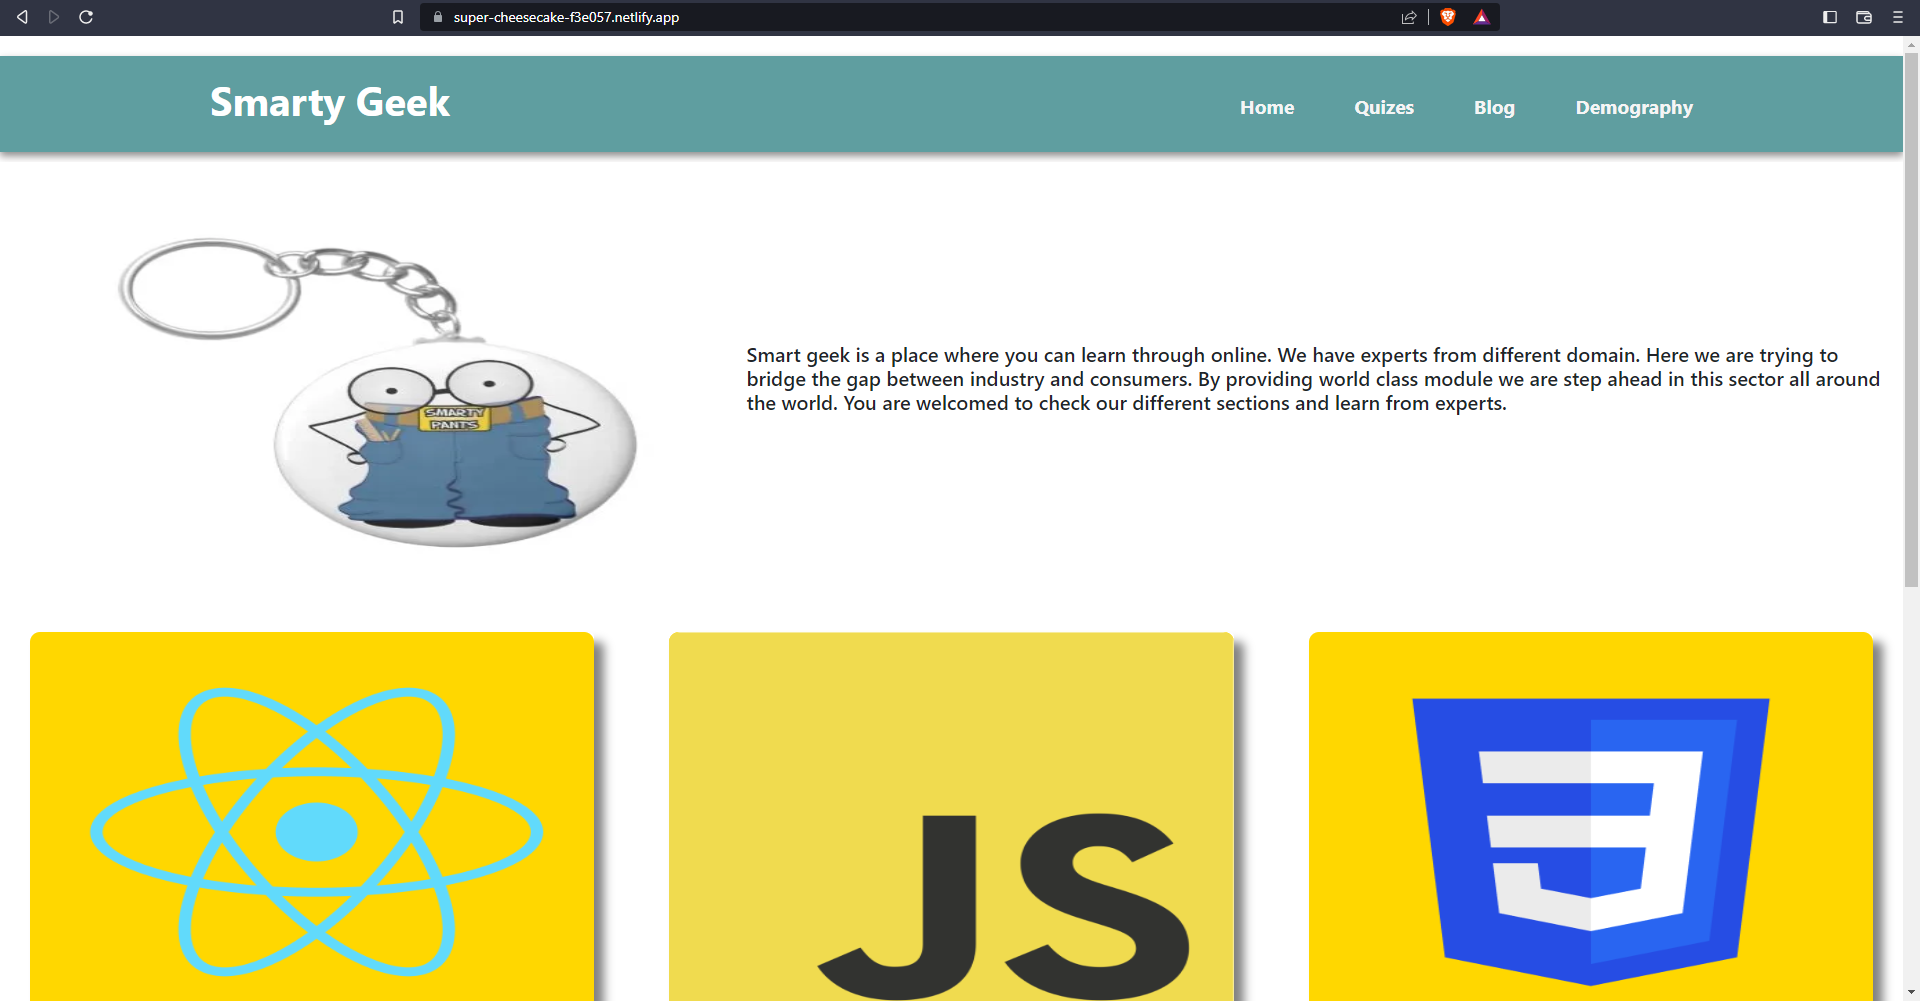 super-cheesecake-f3e057.netlify.app
Smarty Geek
Home Quizes Blog Demography
Smart geek is a place where you can learn through online. We have experts from different domain. Here we are trying to
bridge the gap between industry and consumers. By providing world class module we are step ahead in this sector all around
the world. You are welcomed to check our different sections and learn from experts.
SMARTY
PANTS
JS